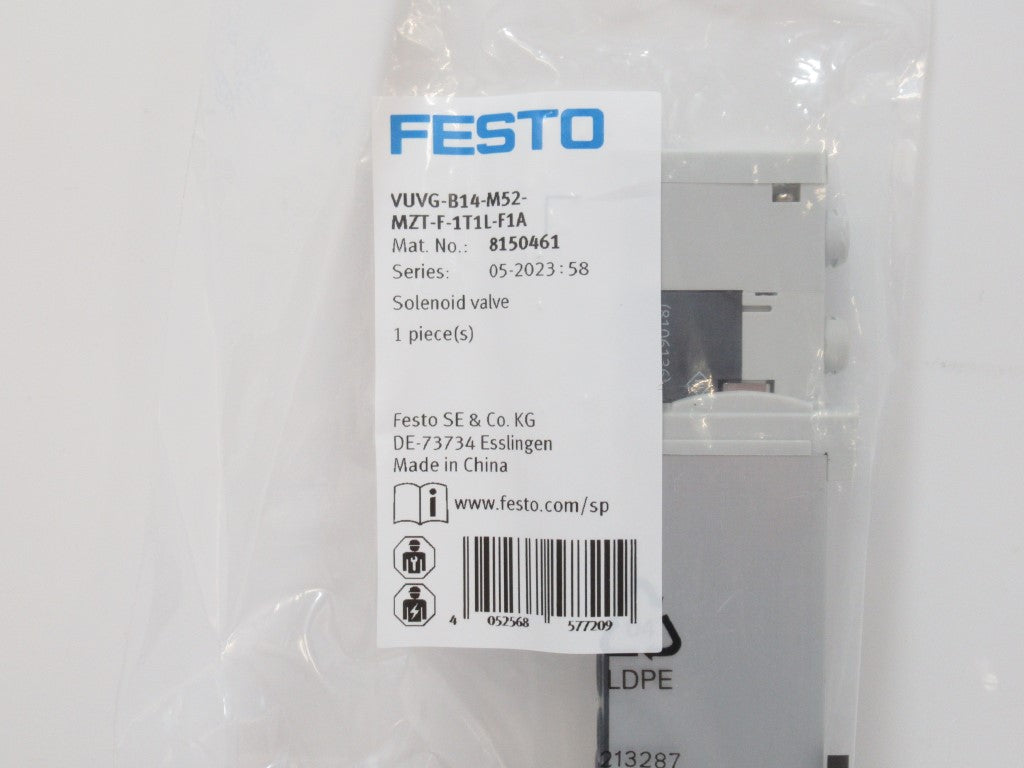 FESTO
VUVG-B14-M52-
MZT-F-1T1L-F1A
Mat. No.: 8150461
Series: 05-2023:58
Solenoid valve
1 piece(s)
Festo SE & Co. KG
DE-73734 Esslingen
Made in China
www.festo.com/sp
4 052568 577209
LDPE
213287